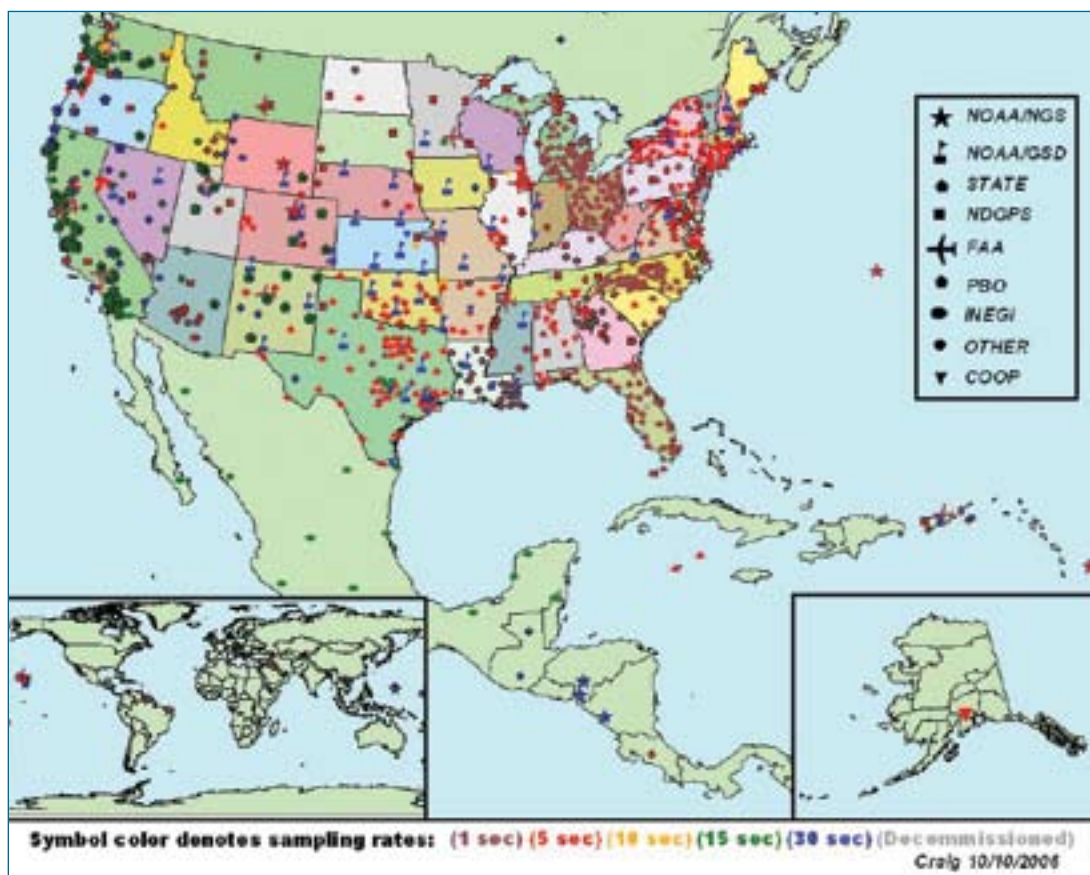 NOAA/NGS
NOAA/GSD
STATE
NDGPS
FAA
PBO
INEGI
OTHER
COOP
Symbol color denotes sampling rates: (1 sec) (5 sec) (10 sec) (15 sec) (30 sec) (Decommissioned)
Craig 10/10/2006